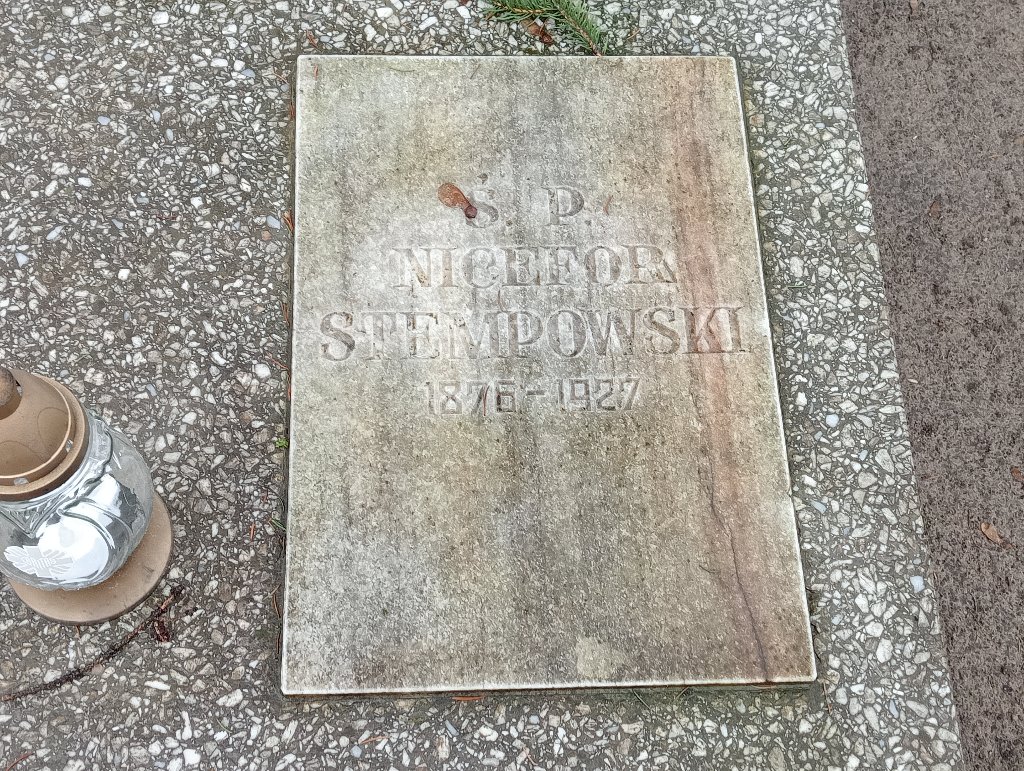 Ś. P.
NICEFOR
STEMPOWSKI
1876-1927